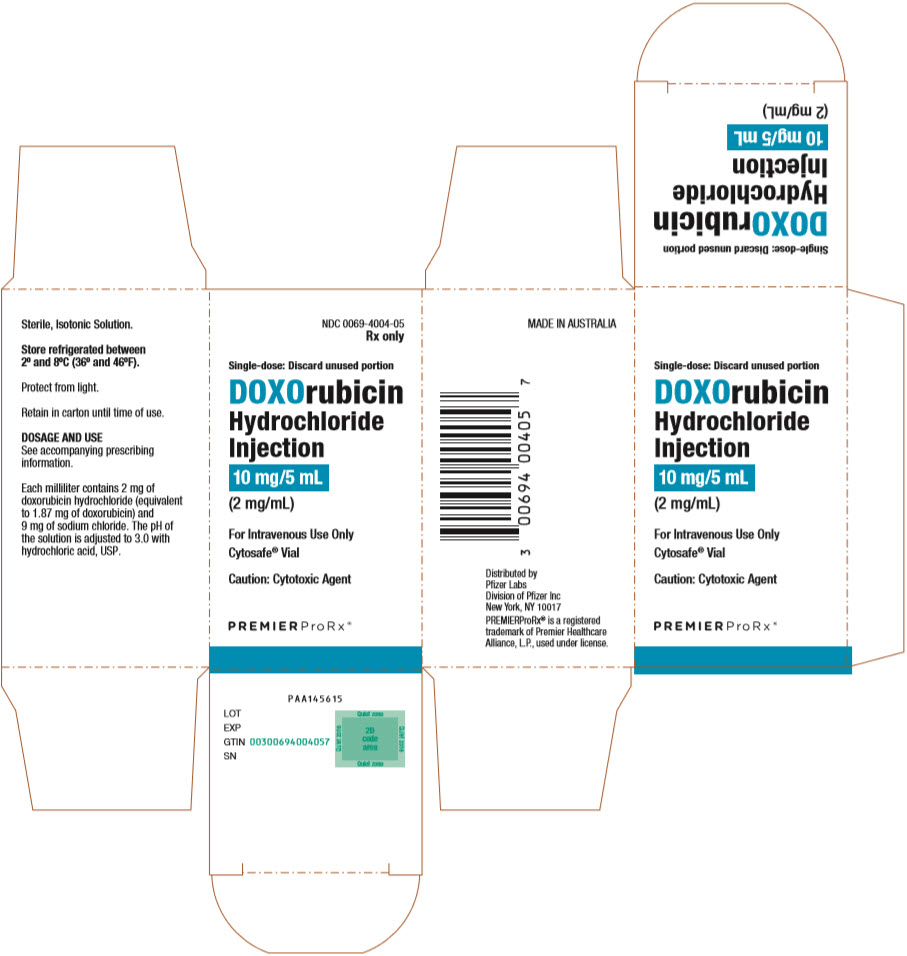 Single-dose: Discard unused portion
DOXOrubicin
Hydrochloride
Injection
10 mg/5 mL
(2 mg/mL)
Sterile, Isotonic Solution.
Store refrigerated between
2º and 8ºC (36º and 46ºF).
Protect from light.
Retain in carton until time of use.
DOSAGE AND USE
See accompanying prescribing
information.
Each milliliter contains 2 mg of
doxorubicin hydrochloride (equivalent
to 1.87 mg of doxorubicin) and
9 mg of sodium chloride. The pH of
the solution is adjusted to 3.0 with
hydrochloric acid, USP.
NDC 0069-4004-05
Rx only
Single-dose: Discard unused portion
DOXOrubicin
Hydrochloride
Injection
10 mg/5 mL
(2 mg/mL)
For Intravenous Use Only
Cytosafe® Vial
Caution: Cytotoxic Agent
PREMIERProRx®
MADE IN AUSTRALIA
3 00694 00405 7
Distributed by
Pfizer Labs
Division of Pfizer Inc
New York, NY 10017
PREMIERProRx® is a registered
trademark of Premier Healthcare
Alliance, L.P., used under license.
Single-dose: Discard unused portion
DOXOrubicin
Hydrochloride
Injection
10 mg/5 mL
(2 mg/mL)
For Intravenous Use Only
Cytosafe® Vial
Caution: Cytotoxic Agent
PREMIERProRx®
PAA145615
LOT
EXP
GTIN 00300694004057
SN
Quiet zone
Quiet zone
2D
code
area
Quiet zone
Quiet zone